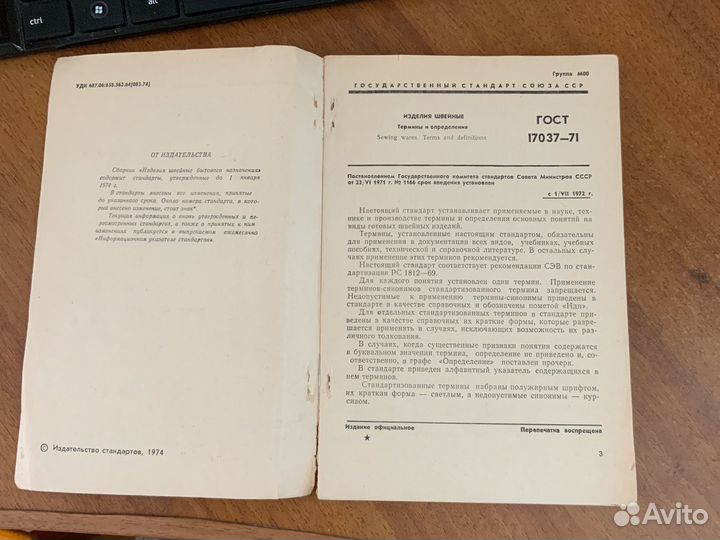 ctrl
alt
УДК 687.04:658.562.64(083.74)
ОТ ИЗДАТЕЛЬСТВА
Сборник «Изделия швейные бытового назначения»
содержит стандарты, утвержденные до 1 января
1974 г.
В стандарты внесены все изменения, принятые
до указанного срока. Около номера стандарта, в кото-
рый внесено изменение, стоит знак*.
Текущая информация о вновь утвержденных и пе-
ресмотренных стандартах, а также о принятых к ним
изменениях публикуется в выпускаемом ежемесячно
«Информационном указателе стандартов».
© Издательство стандартов, 1974
Группа М00
ГОСУДАРСТВЕННЫЙ СТАНДАРТ СОЮЗА ССР
ИЗДЕЛИЯ ШВЕЙНЫЕ
Термины и определения
Sewing wares. Terms and definitions
ГОСТ
17037—71
Постановлением Государственного комитета стандартов Совета Министров СССР
от 22/VI 1971 г. № 1166 срок введения установлен
с 1/VII 1972 г.
Настоящий стандарт устанавливает применяемые в науке, тех-
нике и производстве термины и определения основных понятий на
виды готовых швейных изделий.
Термины, установленные настоящим стандартом, обязательны
для применения в документации всех видов, учебниках, учебных
пособиях, технической и справочной литературе. В остальных слу-
чаях применение этих терминов рекомендуется.
Настоящий стандарт соответствует рекомендации СЭВ по стан-
дартизации РС 1812—69.
Для каждого понятия установлен один термин. Применение
терминов-синонимов стандартизованного термина запрещается.
Недопустимые к применению термины-синонимы приведены в
стандарте в качестве справочных и обозначены пометой «Ндп».
Для отдельных стандартизованных терминов в стандарте при-
ведены в качестве справочных их краткие формы, которые разре-
шается применять в случаях, исключающих возможность их раз-
личного толкования.
В случаях, когда существенные признаки понятия содержатся
в буквальном значении термина, определение не приведено и, со-
ответственно, в графе «Определение» поставлен прочерк.
В стандарте приведен алфавитный указатель содержащихся в
нем терминов.
Стандартизованные термины набраны полужирным шрифтом,
их краткая форма — светлым, а недопустимые синонимы — кур-
сивом.
Издание официальное
Перепечатка воспрещена
★
3
Avito